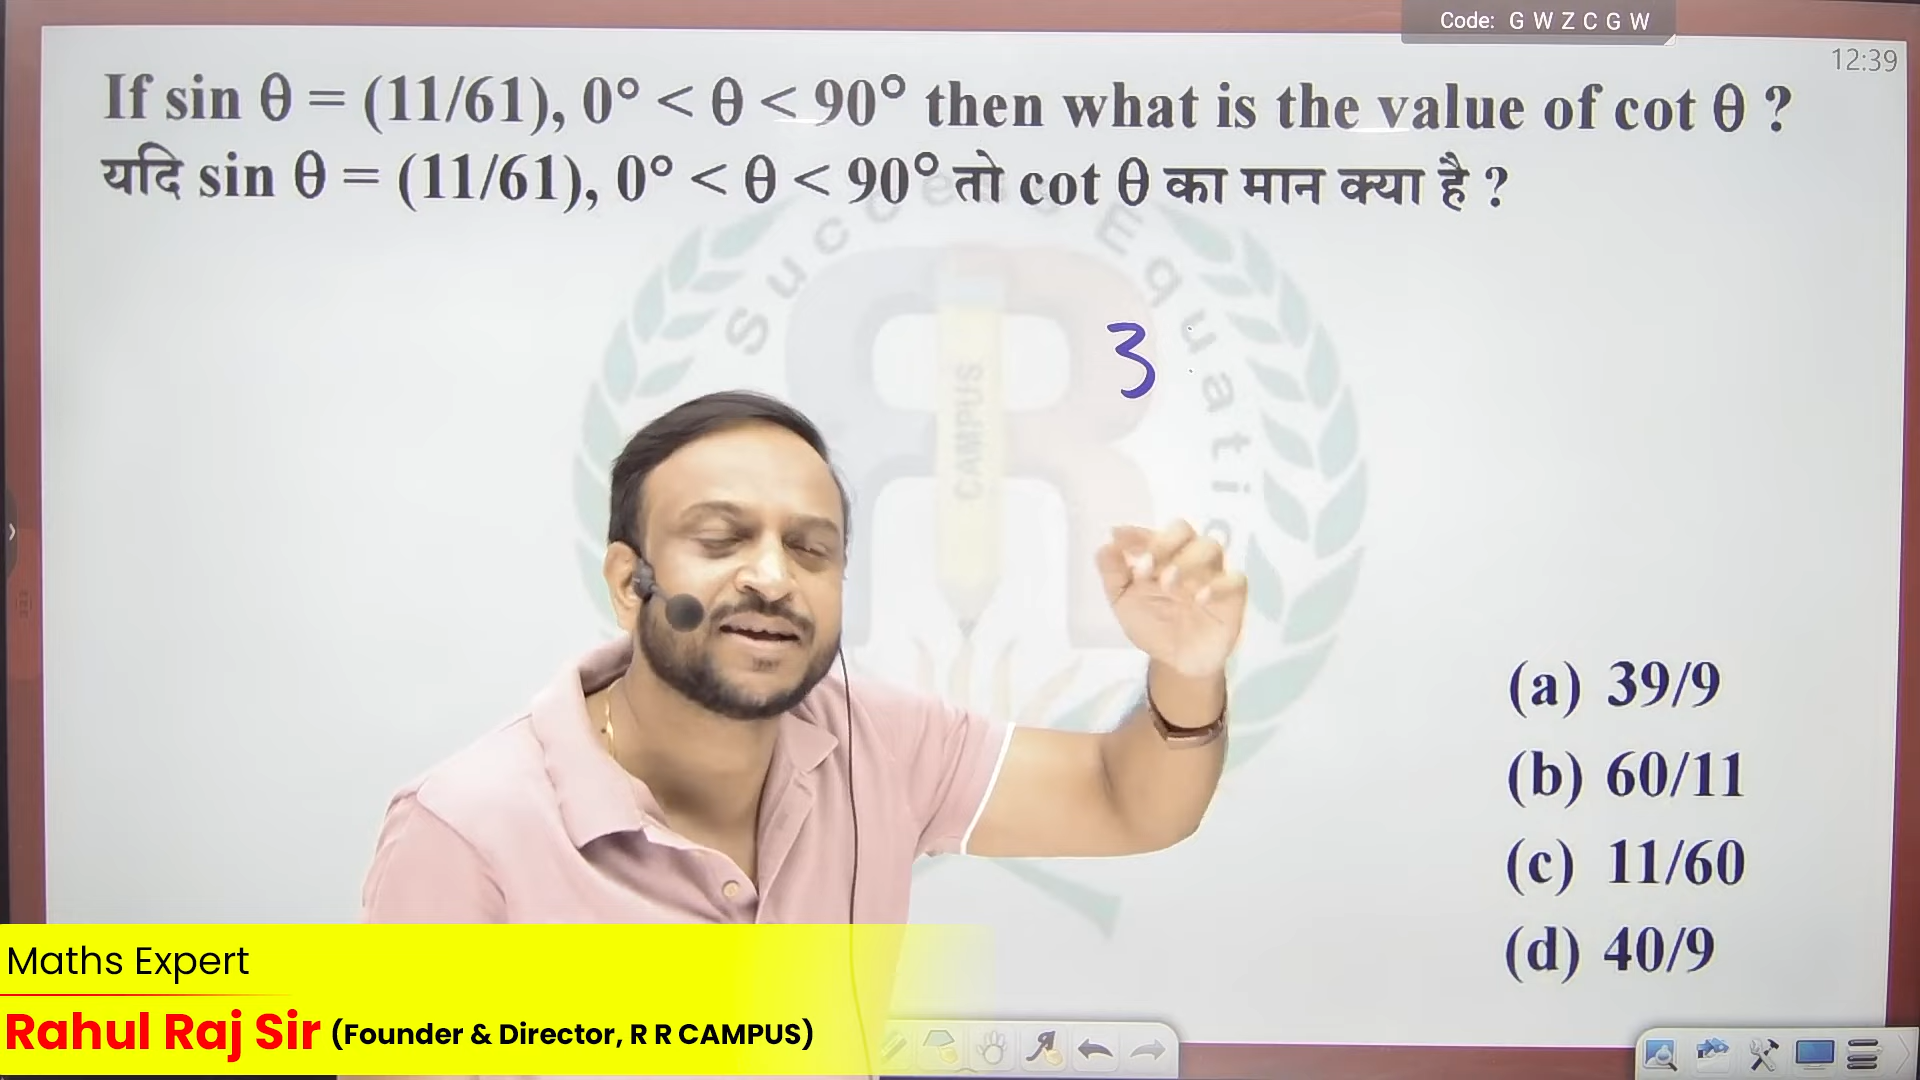 Code: G W Z C G W
12:39
If sin θ = (11/61), 0° < θ < 90° then what is the value of cot θ ?
यदि sin θ = (11/61), 0° < θ < 90° तो cot θ का मान क्या है ?
Success Equatio
3
CAMPUS
(a) 39/9
(b) 60/11
(c) 11/60
(d) 40/9
Maths Expert
Rahul Raj Sir (Founder & Director, R R CAMPUS)